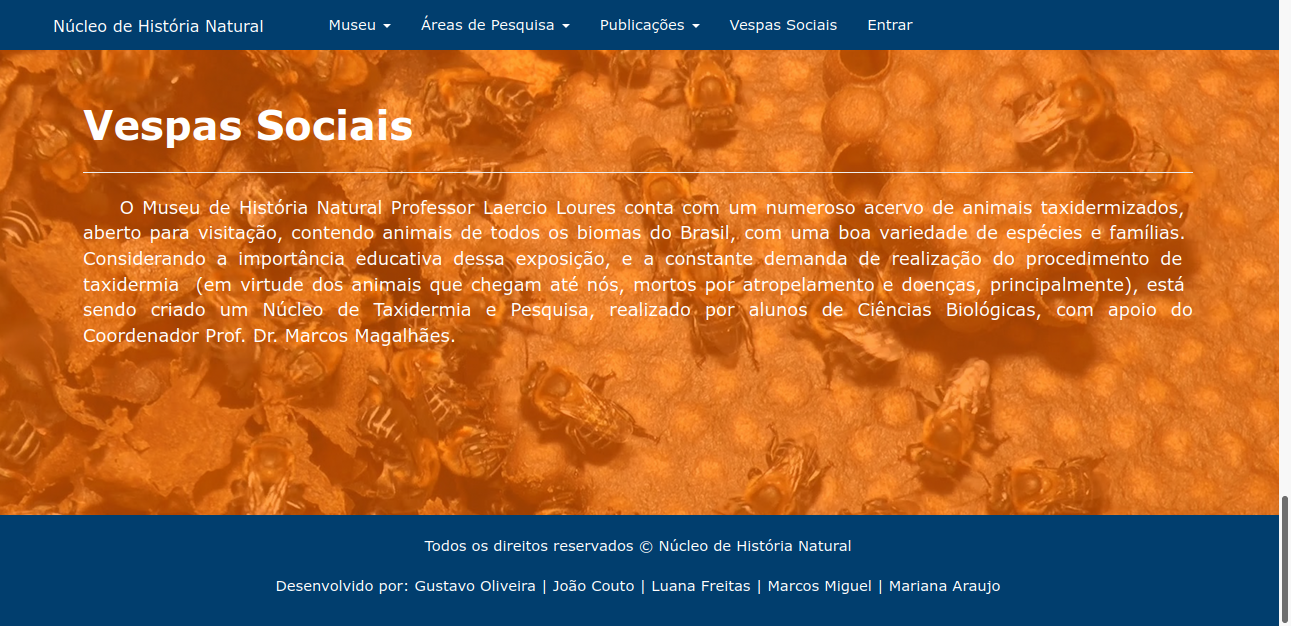 Núcleo de História Natural
Museu
Áreas de Pesquisa
Publicações
Vespas Sociais
Entrar
Vespas Sociais
O Museu de História Natural Professor Laercio Loures conta com um numeroso acervo de animais taxidermizados,
aberto para visitação, contendo animais de todos os biomas do Brasil, com uma boa variedade de espécies e famílias.
Considerando a importância educativa dessa exposição, e a constante demanda de realização do procedimento de
taxidermia (em virtude dos animais que chegam até nós, mortos por atropelamento e doenças, principalmente), está
sendo criado um Núcleo de Taxidermia e Pesquisa, realizado por alunos de Ciências Biológicas, com apoio do
Coordenador Prof. Dr. Marcos Magalhães.
Todos os direitos reservados © Núcleo de História Natural
Desenvolvido por: Gustavo Oliveira | João Couto | Luana Freitas | Marcos Miguel | Mariana Araujo